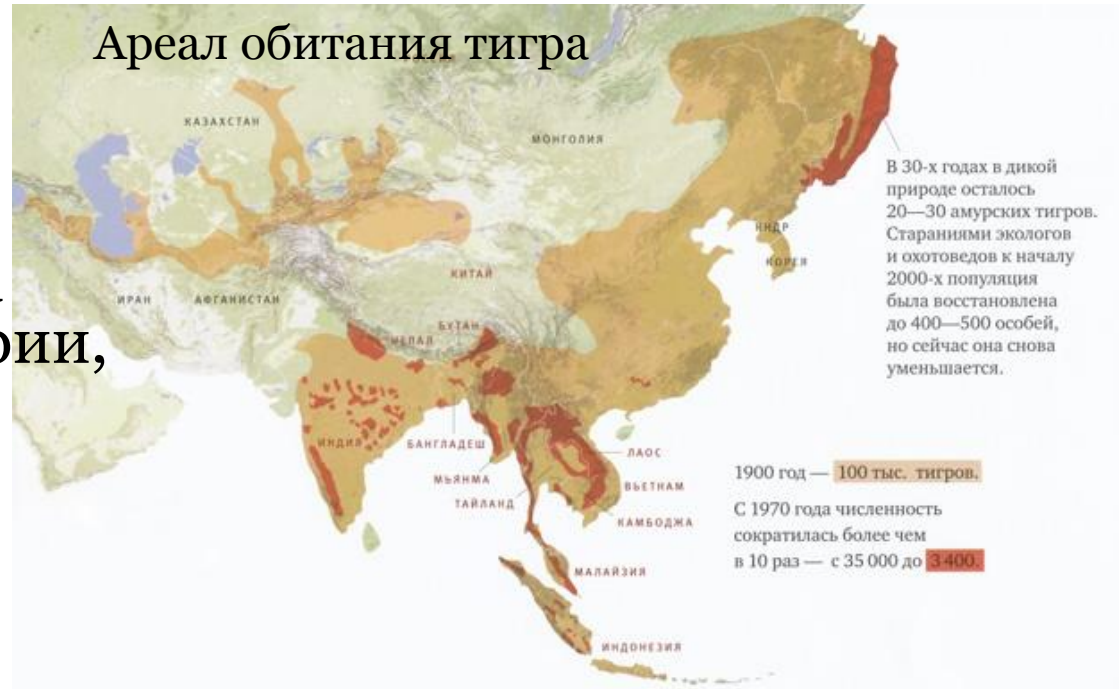 Ареал обитания тигра
КАЗАХСТАН
МОНГОЛИЯ
В 30-х годах в дикой
природе осталось
20—30 амурских тигров.
Стараниями экологов
и охотоведов к началу
2000-х популяция
была восстановлена
до 400—500 особей,
но сейчас она снова
уменьшается.
КНДР
КОРЕЯ
КИТАЙ
ИРАН
АФГАНИСТАН
рии,
БУТАН
НЕПАЛ
ИНДИЯ
БАНГЛАДЕШ
МЬЯНМА
ТАЙЛАНД
ЛАОС
ВЬЕТНАМ
КАМБОДЖА
1900 год — 100 тыс. тигров.
С 1970 года численность
сократилась более чем
в 10 раз — с 35 000 до 3 400.
МАЛАЙЗИЯ
ИНДОНЕЗИЯ